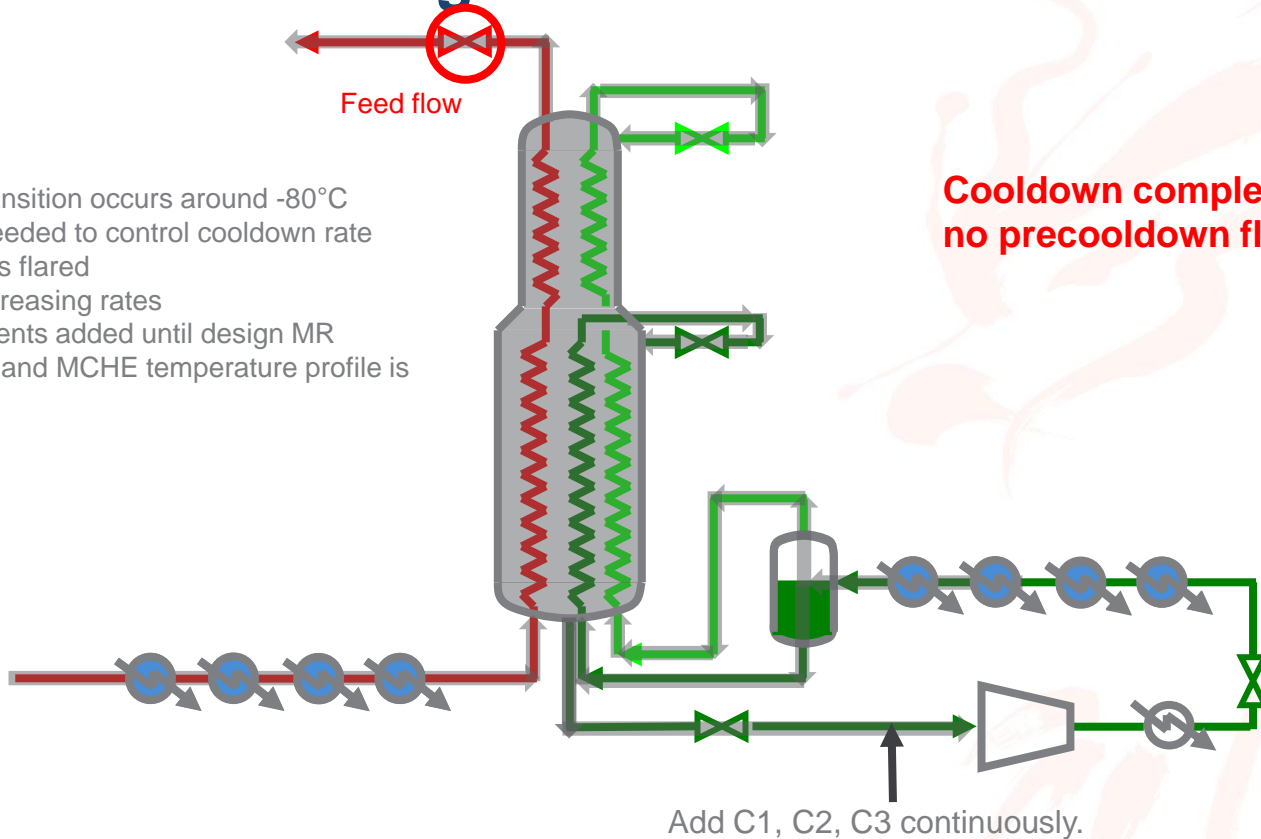 Feed flow
nsition occurs around -80°C
eeded to control cooldown rate
s flared
reasing rates
ents added until design MR
and MCHE temperature profile is
Cooldown comple
no precooldown fl
Add C1, C2, C3 continuously.